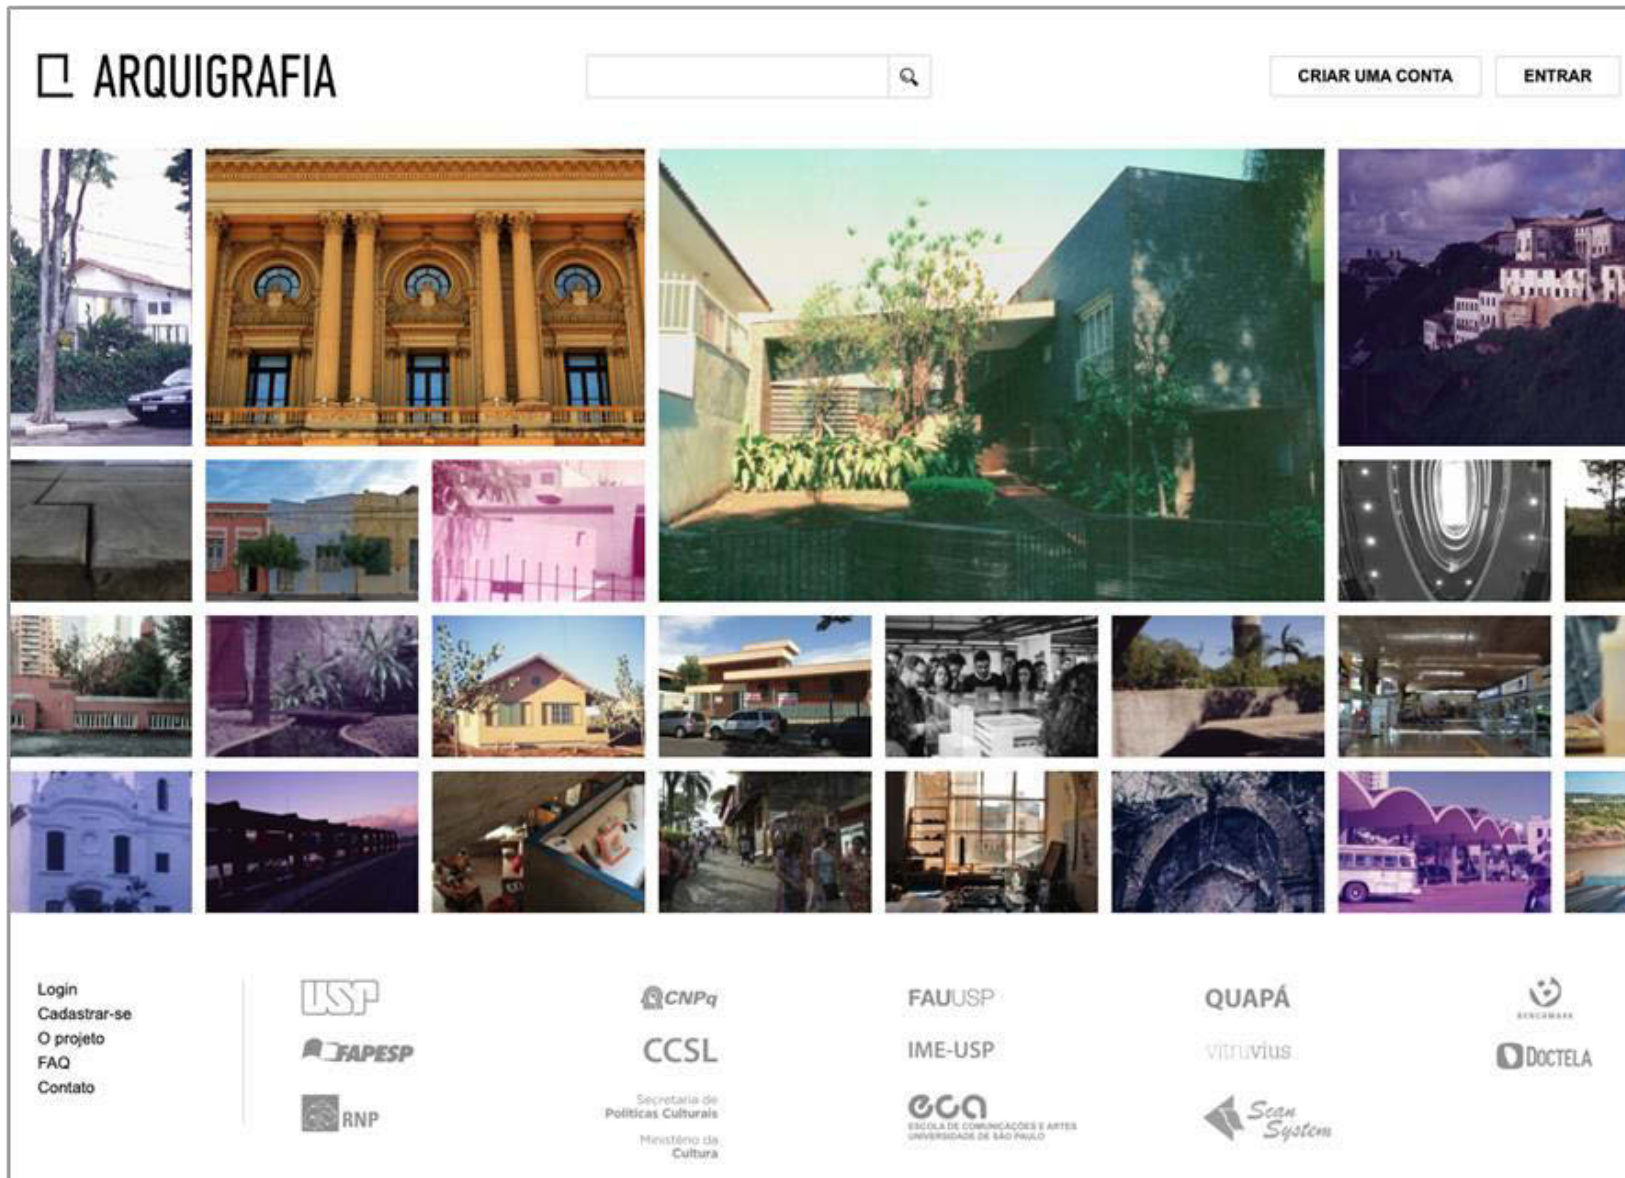 ARQUIGRAFIA
CRIAR UMA CONTA
ENTRAR
Login
Cadastrar-se
O projeto
FAQ
Contato
USP
FAPESP
RNP
CNPq
CCSL
Secretaria de
Políticas Culturais
Ministério da
Cultura
FAUUSP
IME-USP
eca
ESCOLA DE COMUNICAÇÕES E ARTES
UNIVERSIDADE DE SÃO PAULO
QUAPÁ
vitruvius
Scan
System
BENCHMARK
DOCTELA